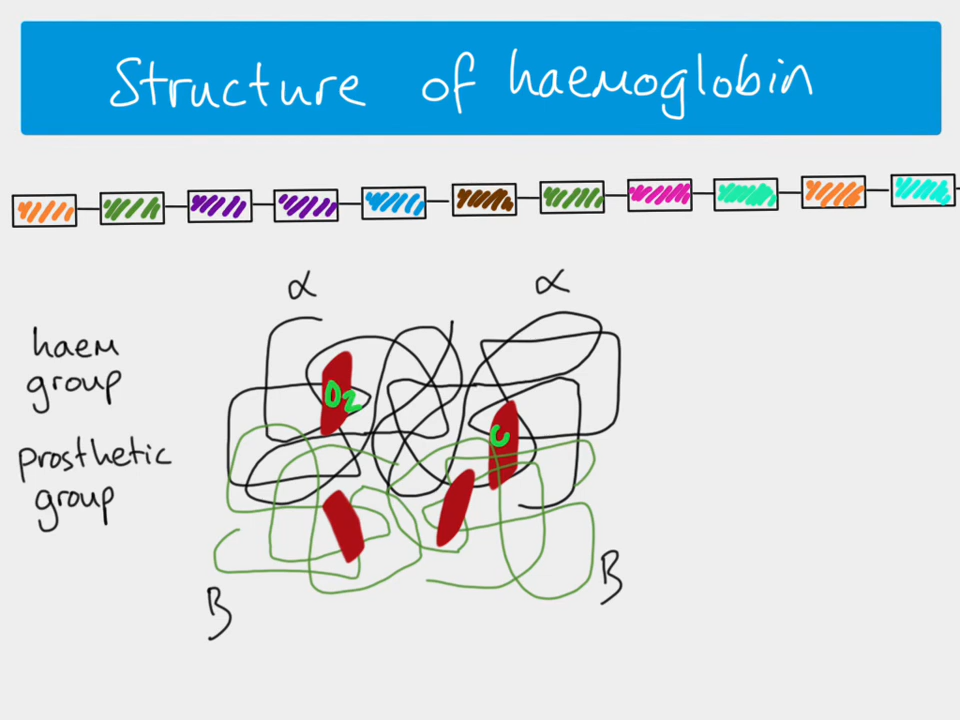 Structure of haemoglobin
α α
haem
group
O2
C
prosthetic
group
B
B